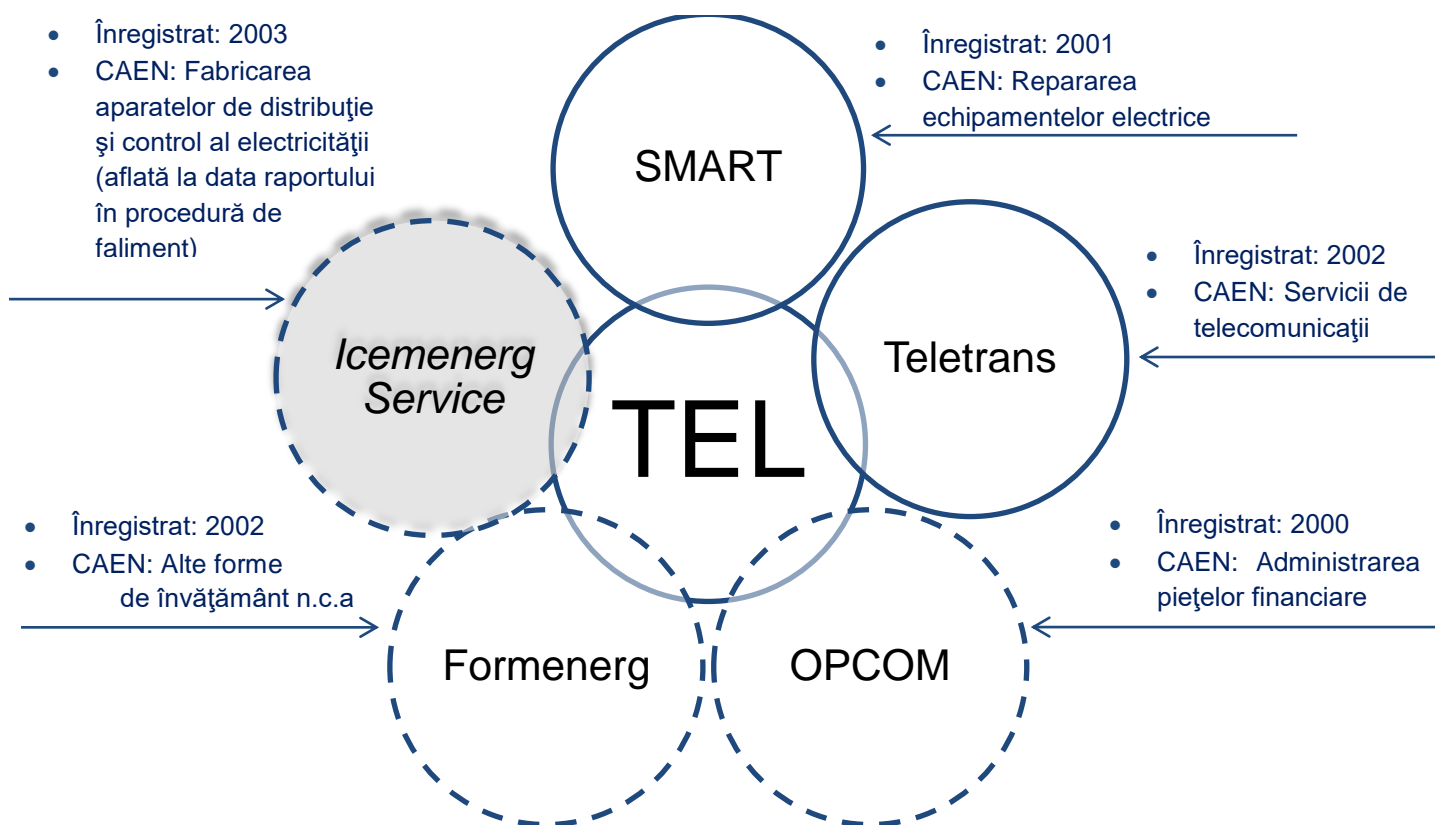 • Înregistrat: 2003
• CAEN: Fabricarea
aparatelor de distribuţie
şi control al electricităţii
(aflată la data raportului
în procedură de
faliment)
• Înregistrat: 2001
• CAEN: Repararea
echipamentelor electrice
SMART
• Înregistrat: 2002
• CAEN: Servicii de
telecomunicaţii
Icemenerg
Service
Teletrans
TEL
• Înregistrat: 2002
• CAEN: Alte forme
de învăţământ n.c.a
• Înregistrat: 2000
• CAEN: Administrarea
pieţelor financiare
Formenerg
OPCOM